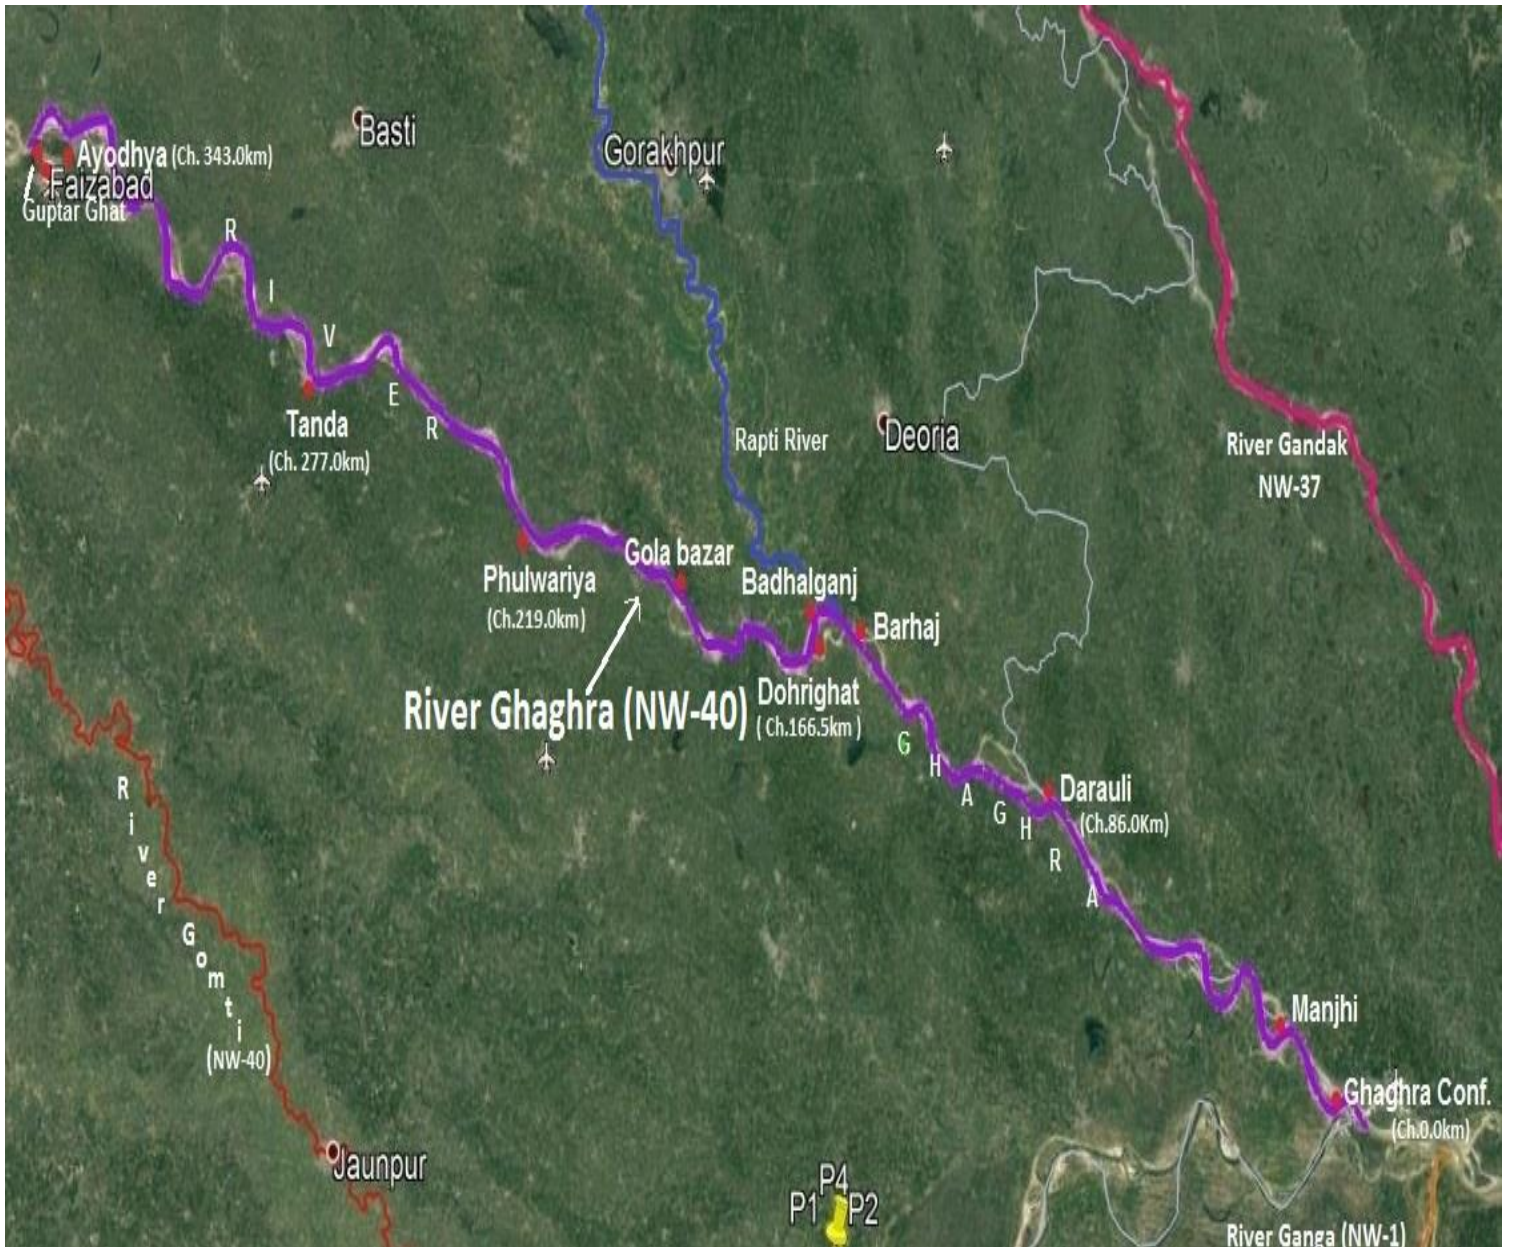 Basti
Gorakhpur
Ayodhya (Ch. 343.0km)
Faizabad
Guptar Ghat
R
I
V
E
R
Tanda
(Ch. 277.0km)
Rapti River
Deoria
River Gandak
NW-37
Gola bazar
Phulwariya
(Ch.219.0km)
Badhalganj
Barhaj
River Ghaghra (NW-40)
Dohrighat
( Ch.166.5km )
G
H
A
G
H
R
A
Darauli
(Ch.86.0Km)
R
i
v
e
r
G
o
m
t
i
(NW-40)
Manjhi
Ghaghra Conf.
(Ch.0.0km)
Jaunpur
P4
P1 P2
River Ganga (NW-1)